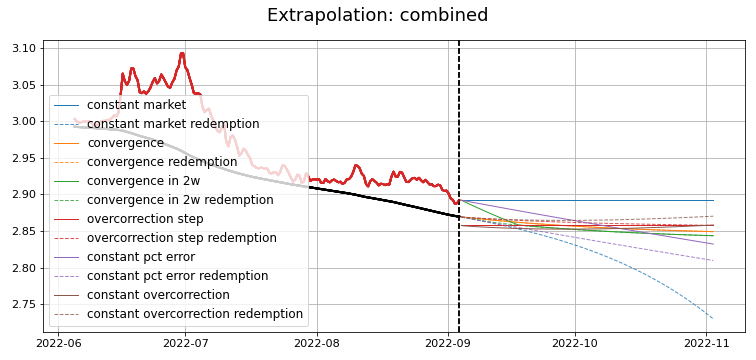 Extrapolation: combined
3.10
3.05
3.00
2.95
2.90
2.85
2.80
2.75
constant market
constant market redemption
convergence
convergence redemption
convergence in 2w
convergence in 2w redemption
overcorrection step
overcorrection step redemption
constant pct error
constant pct error redemption
constant overcorrection
constant overcorrection redemption
2022-06
2022-07
2022-08
2022-09
2022-10
2022-11